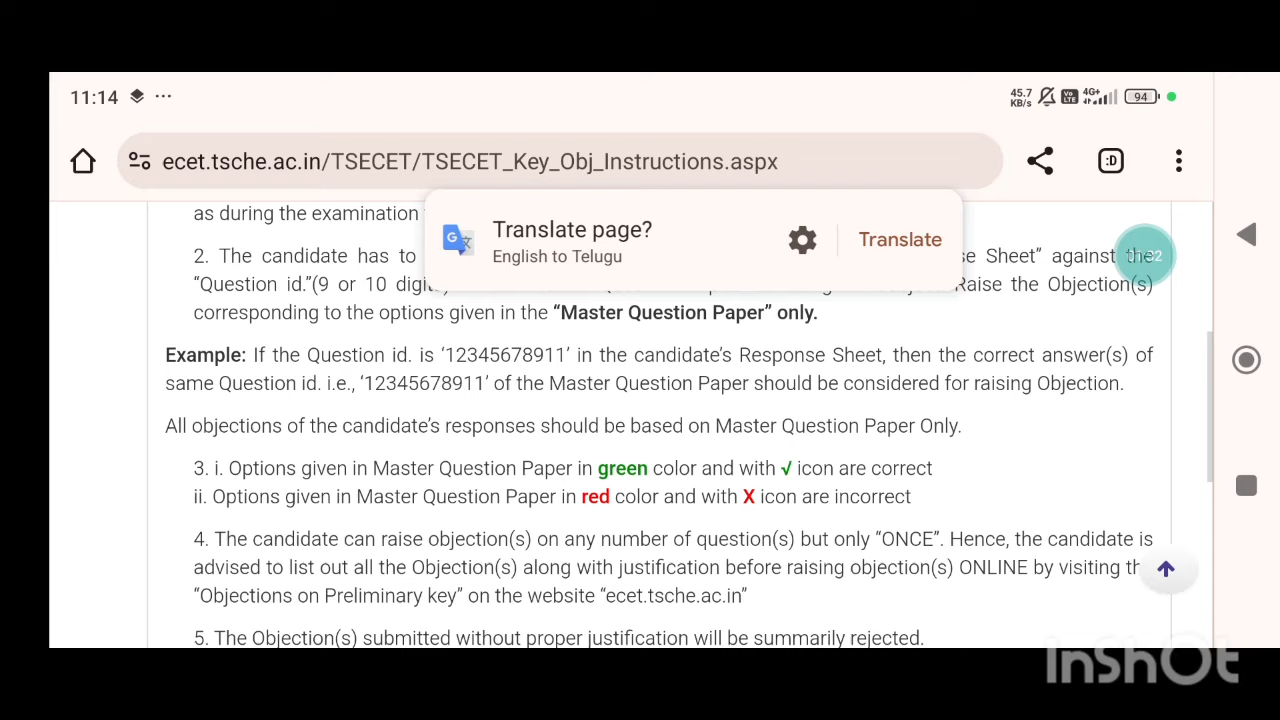 11:14 ...
45.7 KB/s Vo LTE 4G+ 94
ecet.tsche.ac.in/TSECET/TSECET_Key_Obj_Instructions.aspx :D
as during the examination
Translate page?
English to Telugu
Translate
2. The candidate has to Sheet” against the
“Question id.”(9 or 10 Raise the Objection(s)
corresponding to the options given in the “Master Question Paper” only.
Example: If the Question id. is ‘12345678911’ in the candidate’s Response Sheet, then the correct answer(s) of
same Question id. i.e., ‘12345678911’ of the Master Question Paper should be considered for raising Objection.
All objections of the candidate’s responses should be based on Master Question Paper Only.
3. i. Options given in Master Question Paper in green color and with √ icon are correct
ii. Options given in Master Question Paper in red color and with X icon are incorrect
4. The candidate can raise objection(s) on any number of question(s) but only “ONCE”. Hence, the candidate is
advised to list out all the Objection(s) along with justification before raising objection(s) ONLINE by visiting
“Objections on Preliminary key” on the website “ecet.tsche.ac.in”
5. The Objection(s) submitted without proper justification will be summarily rejected.
InShOt